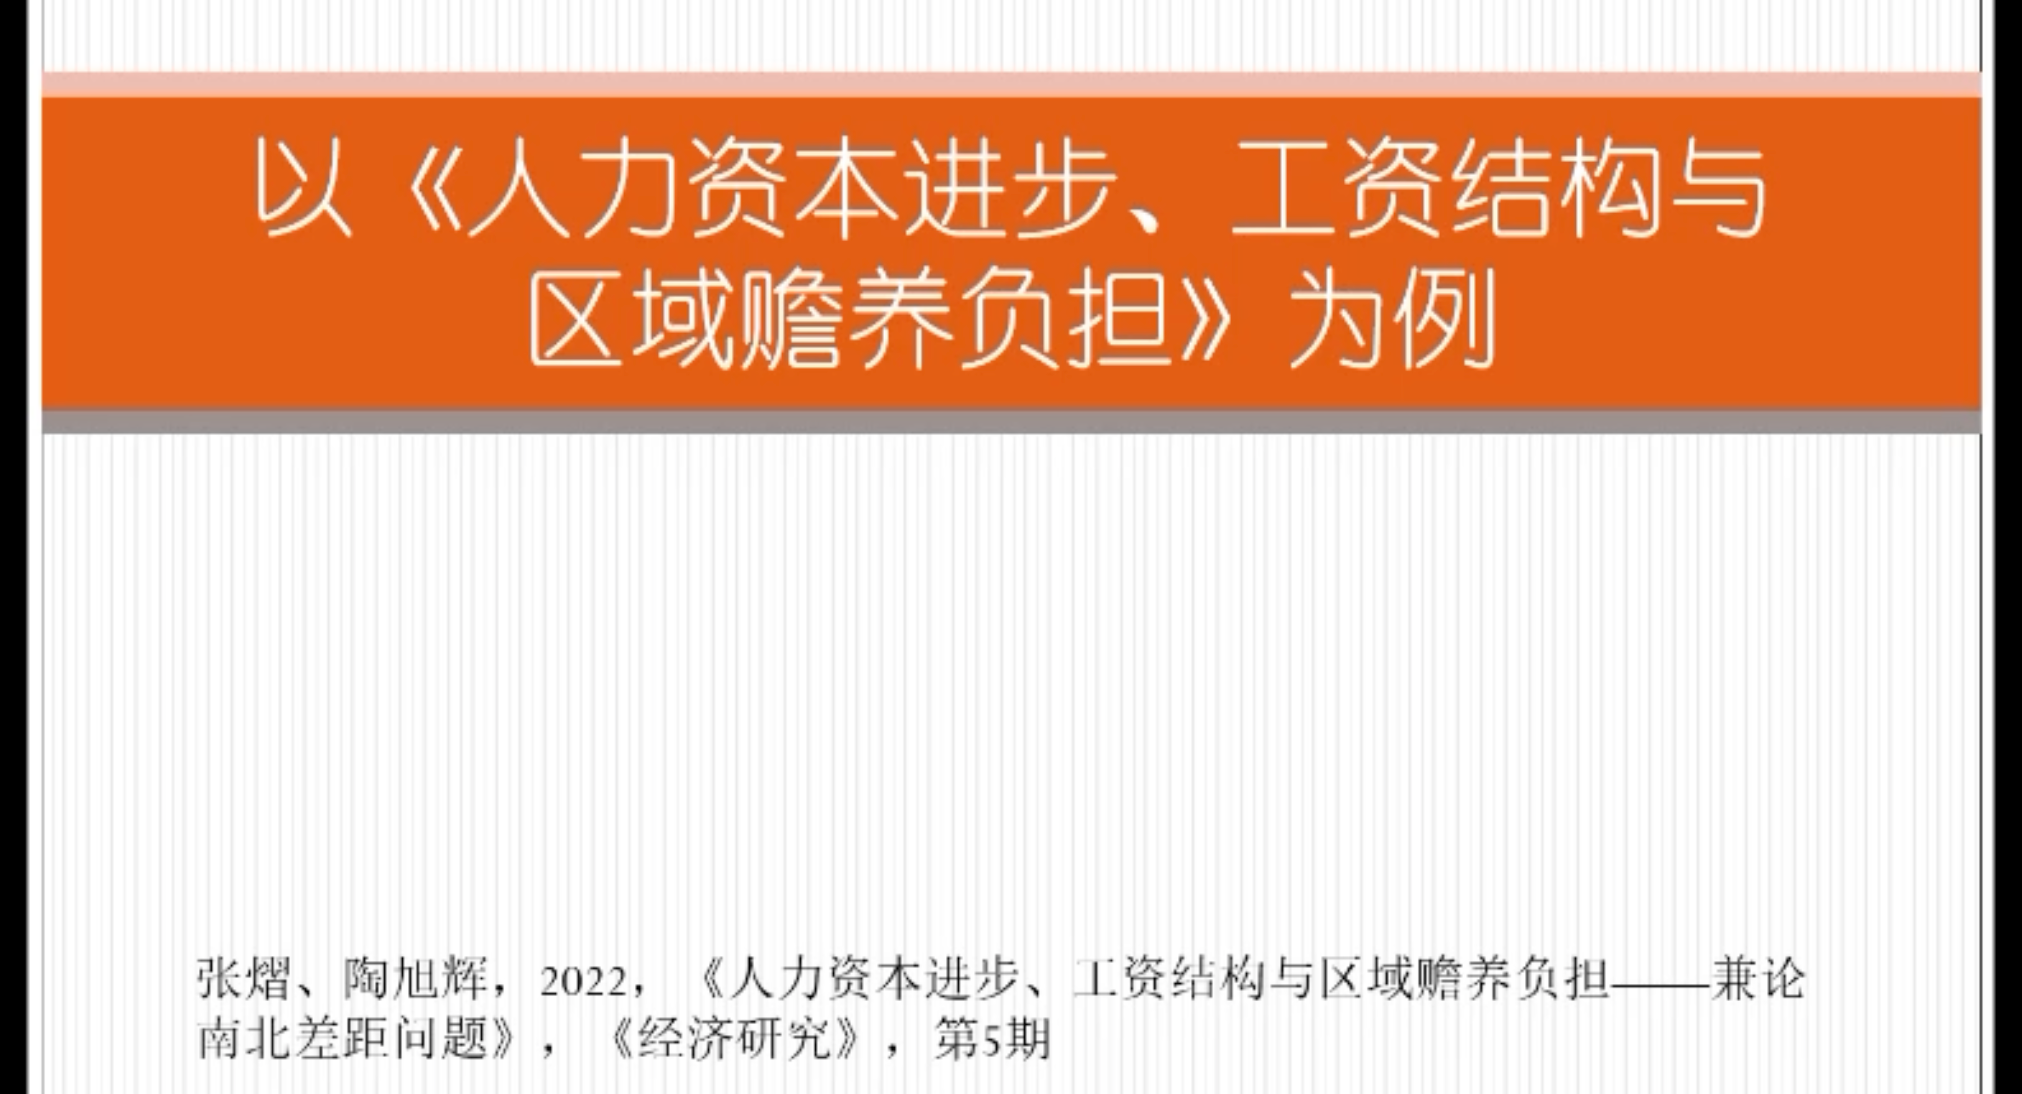 以《人力资本进步、工资结构与
区域赡养负担》为例
张熠、陶旭辉，2022，《人力资本进步、工资结构与区域赡养负担——兼论
南北差距问题》，《经济研究》，第5期